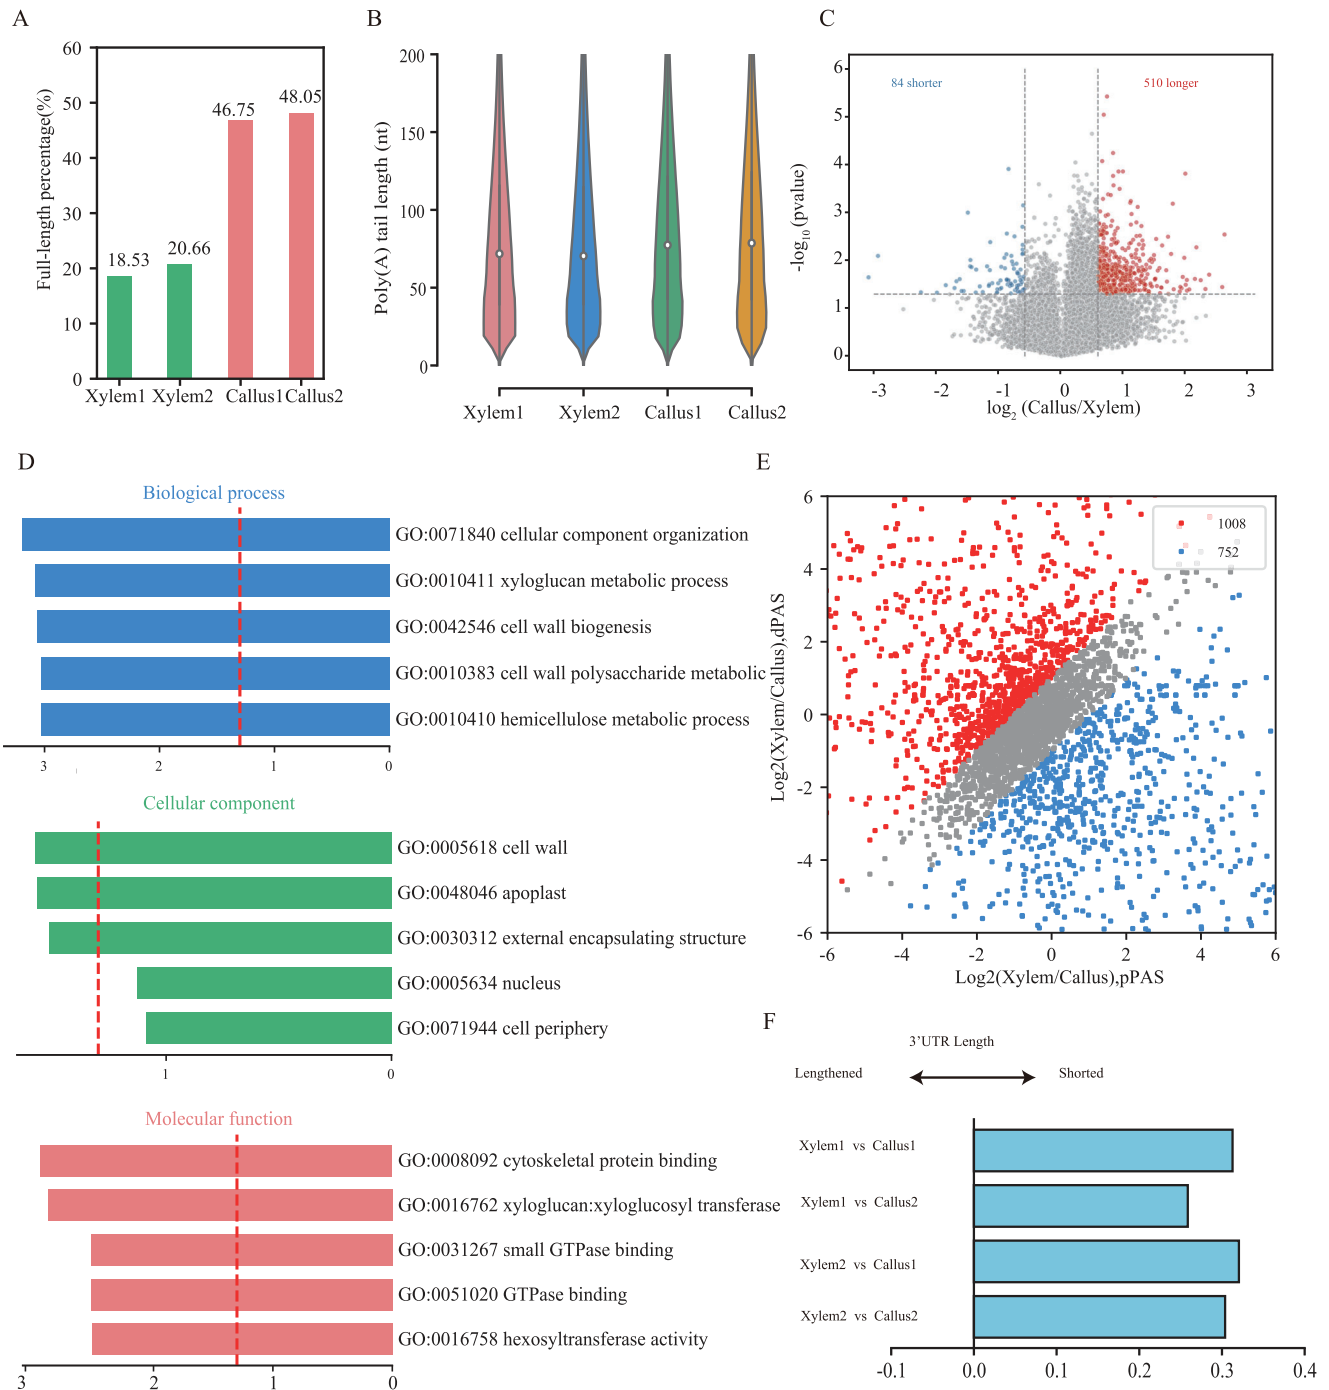 A
60
50
40
30
20
10
0
Full-length percentage(%)
18.53
20.66
46.75
48.05
Xylem1
Xylem2
Callus1
Callus2
B
200
150
100
50
0
Poly(A) tail length (nt)
Xylem1
Xylem2
Callus1
Callus2
C
6
5
4
3
2
1
0
-log10 (pvalue)
84 shorter
510 longer
-3
-2
-1
0
1
2
3
log2 (Callus/Xylem)
D
Biological process
GO:0071840 cellular component organization
GO:0010411 xyloglucan metabolic process
GO:0042546 cell wall biogenesis
GO:0010383 cell wall polysaccharide metabolic
GO:0010410 hemicellulose metabolic process
3
2
1
0
Cellular component
GO:0005618 cell wall
GO:0048046 apoplast
GO:0030312 external encapsulating structure
GO:0005634 nucleus
GO:0071944 cell periphery
1
0
Molecular function
GO:0008092 cytoskeletal protein binding
GO:0016762 xyloglucan:xyloglucosyl transferase
GO:0031267 small GTPase binding
GO:0051020 GTPase binding
GO:0016758 hexosyltransferase activity
3
2
1
0
E
6
4
2
0
-2
-4
-6
Log2(Xylem/Callus),dPAS
1008
752
-6
-4
-2
0
2
4
6
Log2(Xylem/Callus),pPAS
F
3’UTR Length
Lengthened
Shorted
Xylem1 vs Callus1
Xylem1 vs Callus2
Xylem2 vs Callus1
Xylem2 vs Callus2
-0.1
0.0
0.1
0.2
0.3
0.4